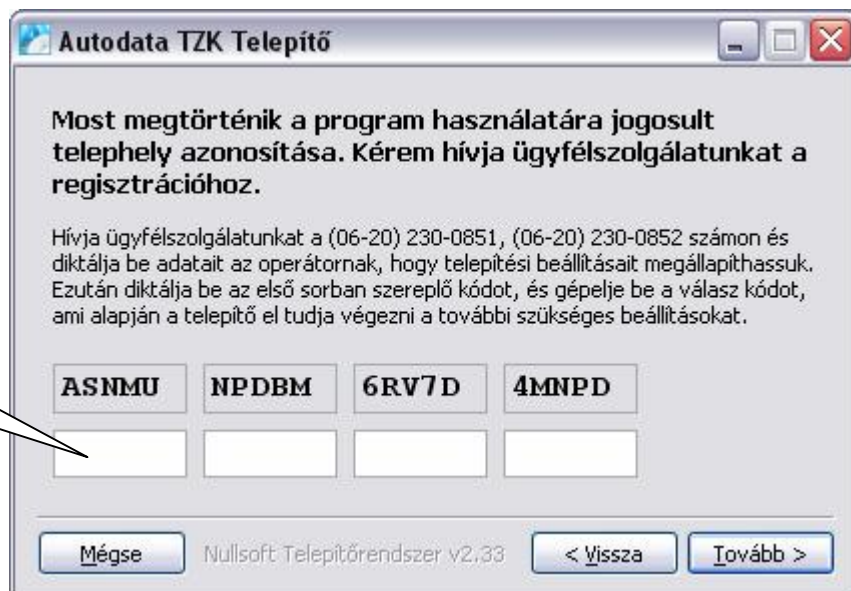 Autodata TZK Telepítő
Most megtörténik a program használatára jogosult
telephely azonosítása. Kérem hívja ügyfélszolgálatunkat a
regisztrációhoz.
Hívja ügyfélszolgálatunkat a (06-20) 230-0851, (06-20) 230-0852 számon és
diktálja be adatait az operátornak, hogy telepítési beállításait megállapíthassuk.
Ezután diktálja be az első sorban szereplő kódot, és gépelje be a válasz kódot,
ami alapján a telepítő el tudja végezni a további szükséges beállításokat.
ASNMU NPDBM 6RV7D 4MNPD
Mégse Nullsoft Telepítőrendszer v2.33 < Vissza Tovább >